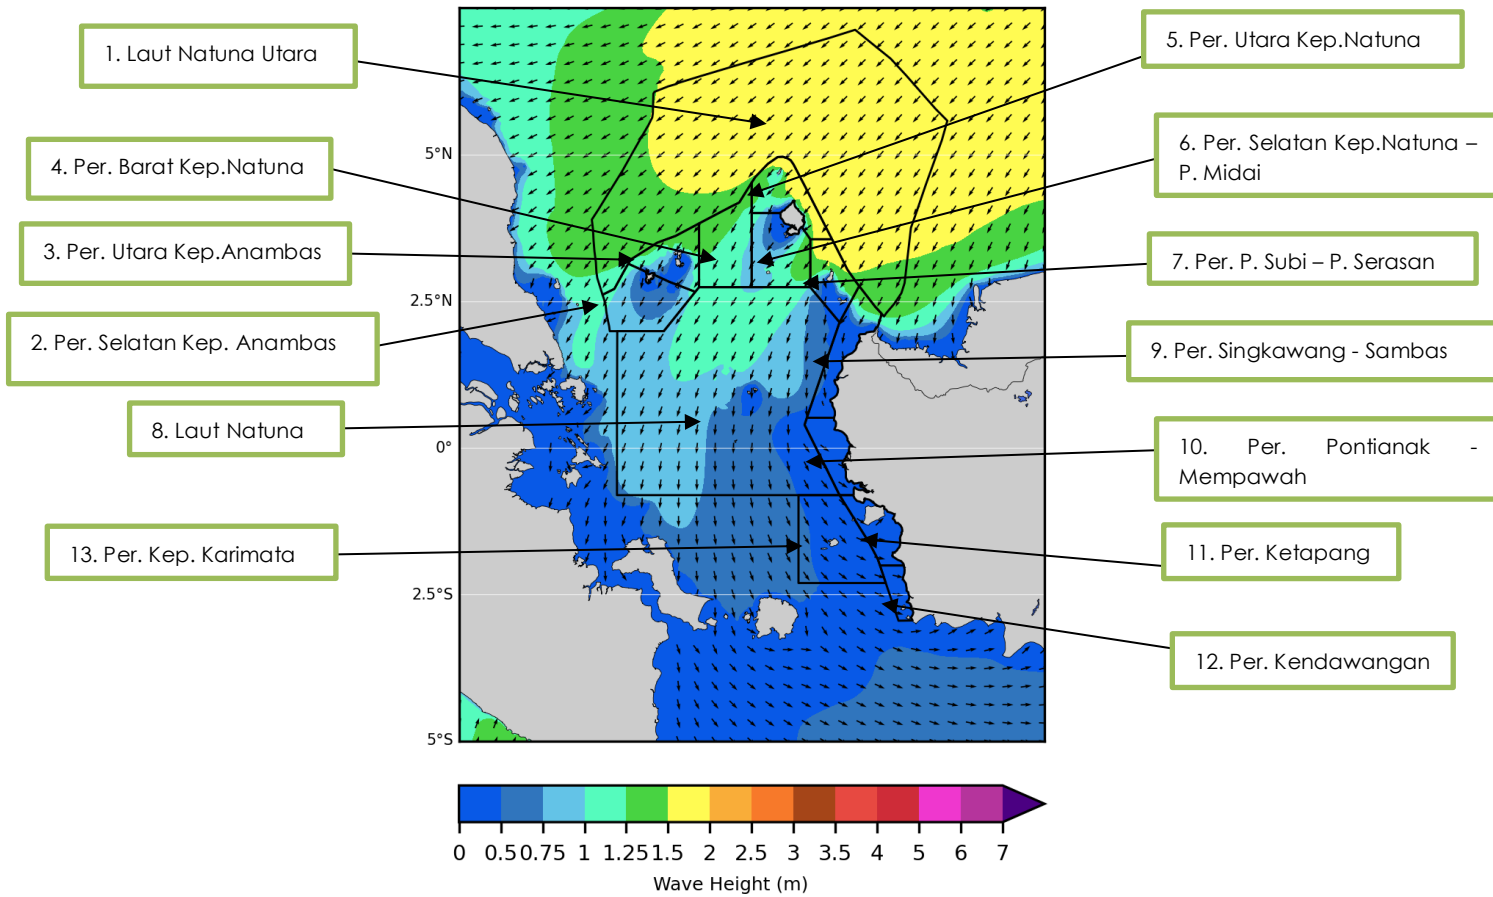 1. Laut Natuna Utara
4. Per. Barat Kep.Natuna
3. Per. Utara Kep.Anambas
2. Per. Selatan Kep. Anambas
8. Laut Natuna
13. Per. Kep. Karimata
5. Per. Utara Kep.Natuna
6. Per. Selatan Kep.Natuna –
P. Midai
7. Per. P. Subi – P. Serasan
9. Per. Singkawang - Sambas
10. Per. Pontianak -
Mempawah
11. Per. Ketapang
12. Per. Kendawangan
5°N
2.5°N
0°
2.5°S
5°S
0 0.5 0.75 1 1.25 1.5 2 2.5 3 3.5 4 5 6 7
Wave Height (m)